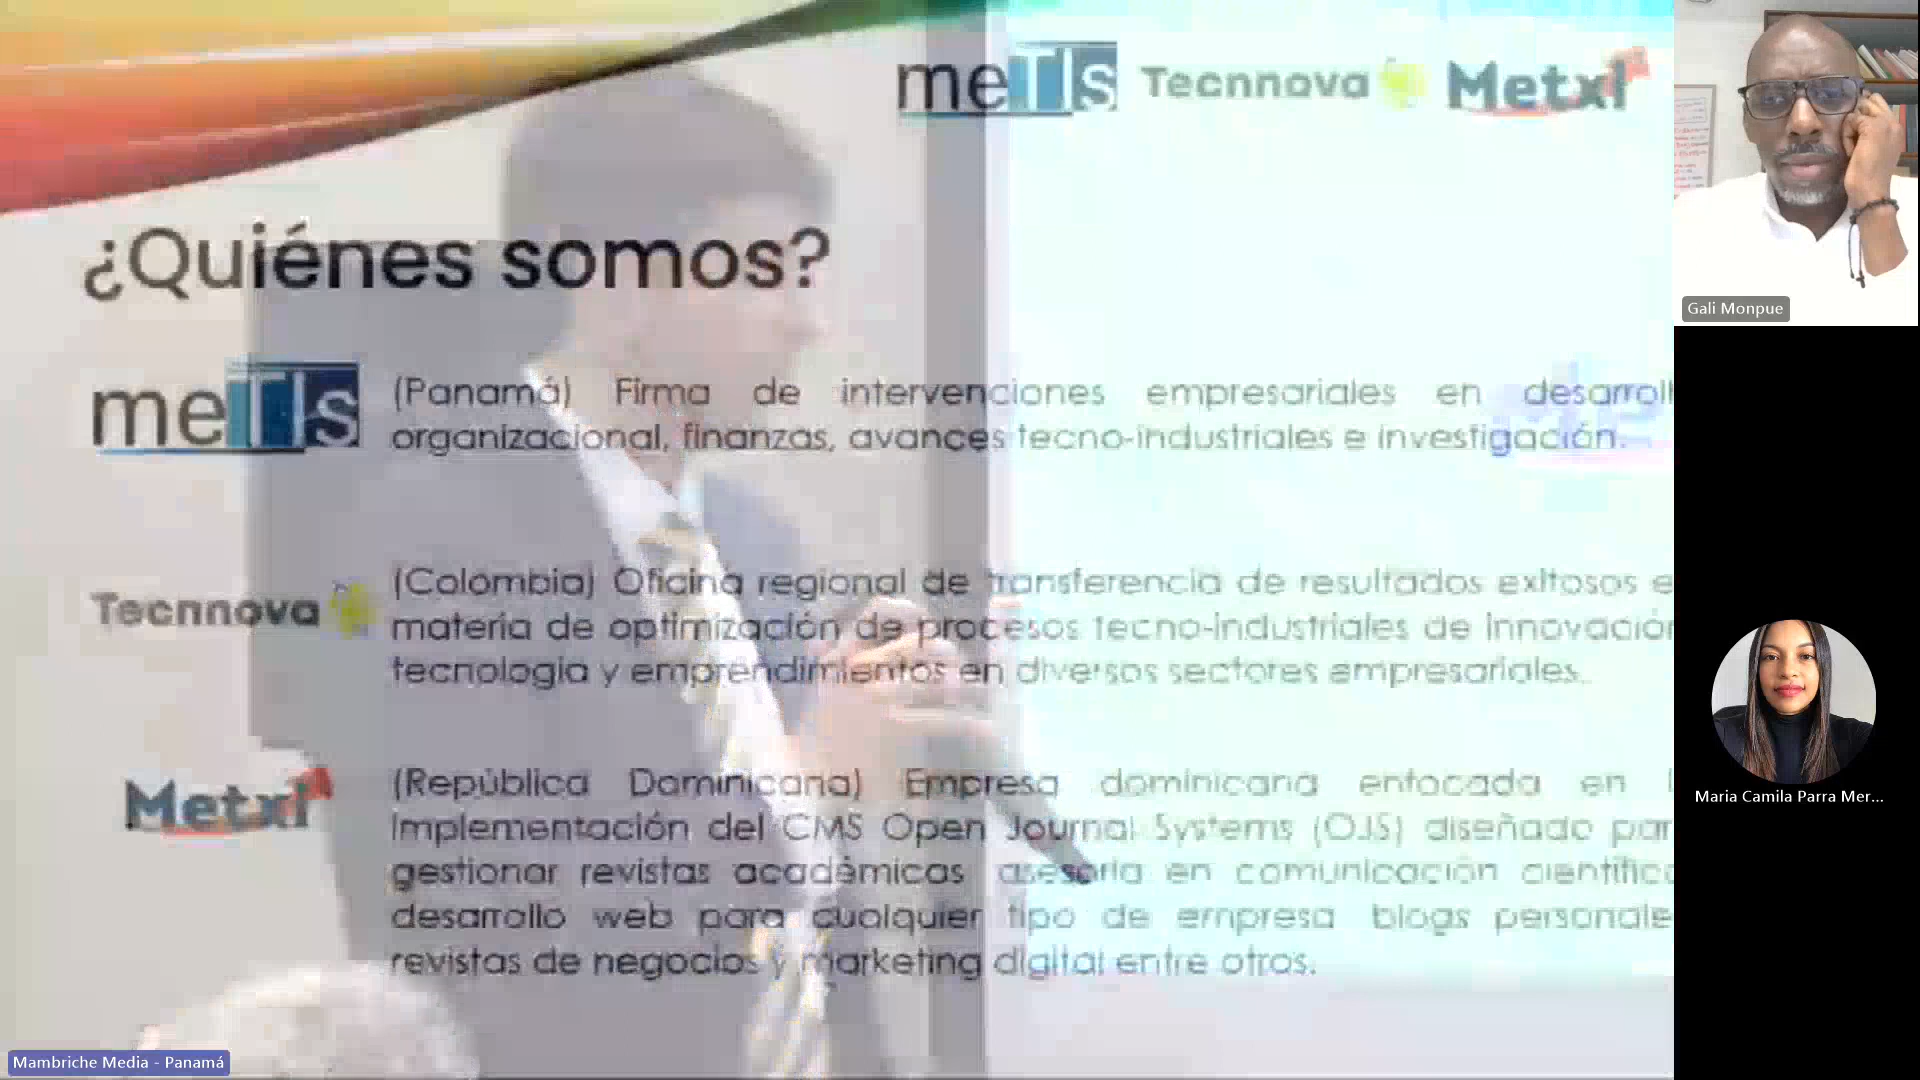 meTIs Tecnnova Metxl
¿Quiénes somos?
meTIs
(Panamá) Firma de intervenciones empresariales en desarroll
organizacional, finanzas, avances tecno-industriales e investigación.
Tecnnova
(Colombia) Oficina regional de transferencia de resultados exitosos e
materia de optimización de procesos tecno-industriales de innovación
tecnología y emprendimientos en diversos sectores empresariales.
Metxl
(República Dominicana) Empresa dominicana enfocada en l
implementación del CMS Open Journal Systems (OJS) diseñado par
gestionar revistas académicas asesoría en comunicación científica
desarrollo web para cualquier tipo de empresa blogs personale
revistas de negocios y marketing digital entre otros.
Mambriche Media - Panamá
Gali Monpue
Maria Camila Parra Mer...